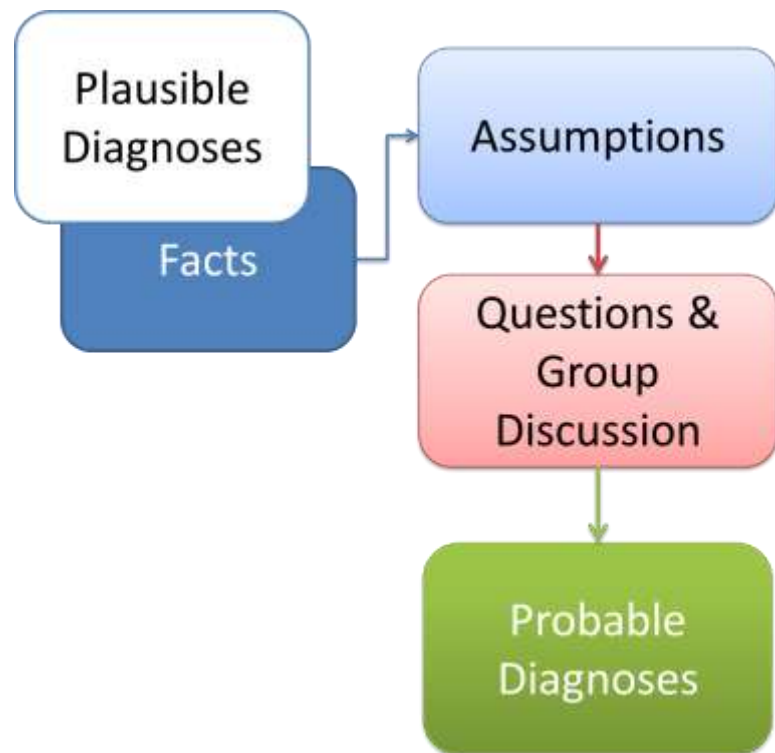 Plausible
Diagnoses
Facts
Assumptions
Questions &
Group
Discussion
Probable
Diagnoses